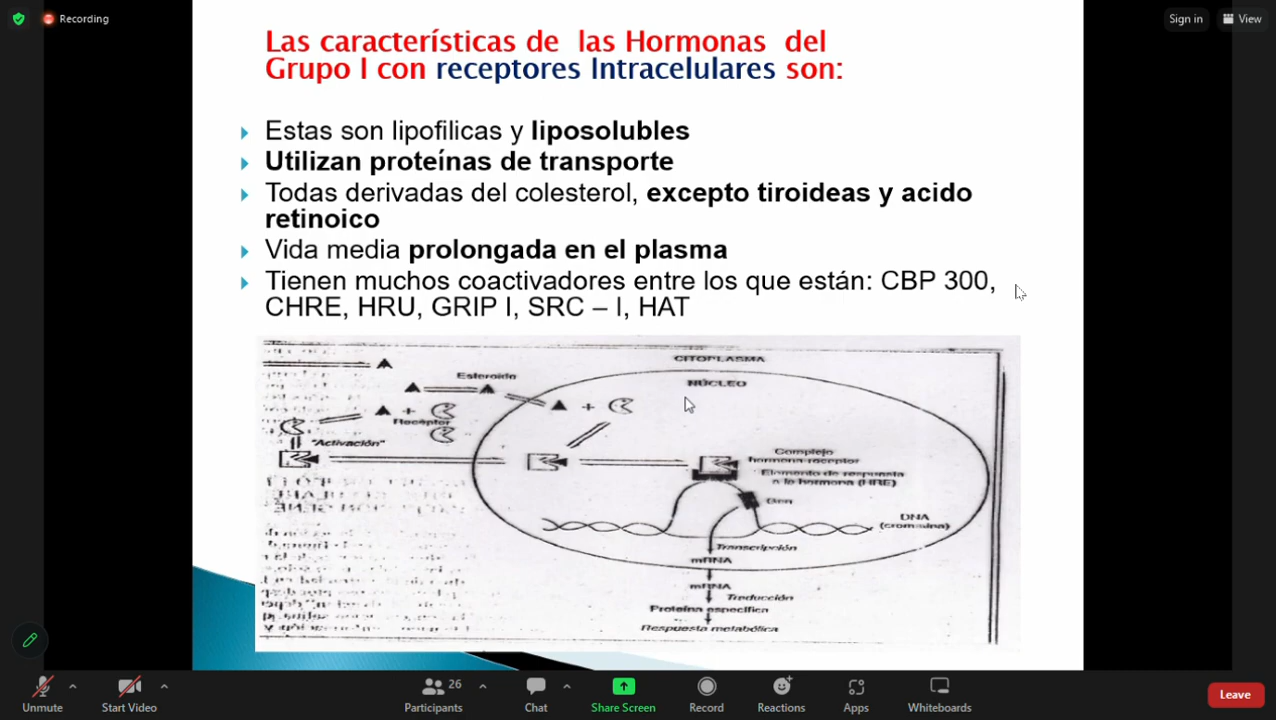 Recording
Sign in
View
Las características de las Hormonas del
Grupo I con receptores Intracelulares son:
Estas son lipofilicas y liposolubles
Utilizan proteínas de transporte
Todas derivadas del colesterol, excepto tiroideas y acido
retinoico
Vida media prolongada en el plasma
Tienen muchos coactivadores entre los que están: CBP 300,
CHRE, HRU, GRIP I, SRC – I, HAT
CITOPLASMA
Esteroide
NÚCLEO
Receptor
"Activación"
Complejo
hormona-receptor
Elemento de respuesta
a la hormona (HRE)
Gen
DNA
(cromatina)
Transcripción
mRNA
mRNA
Traducción
Proteína específica
Respuesta metabólica
Unmute
Start Video
26
Participants
Chat
Share Screen
Record
Reactions
Apps
Whiteboards
Leave